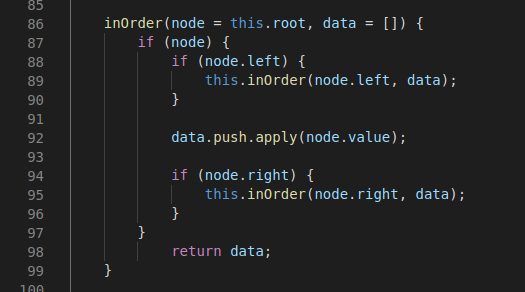 85
86 inOrder(node = this.root, data = []) {
87 if (node) {
88 if (node.left) {
89 this.inOrder(node.left, data);
90 }
91
92 data.push.apply(node.value);
93
94 if (node.right) {
95 this.inOrder(node.right, data);
96 }
97 }
98 return data;
99 }
100